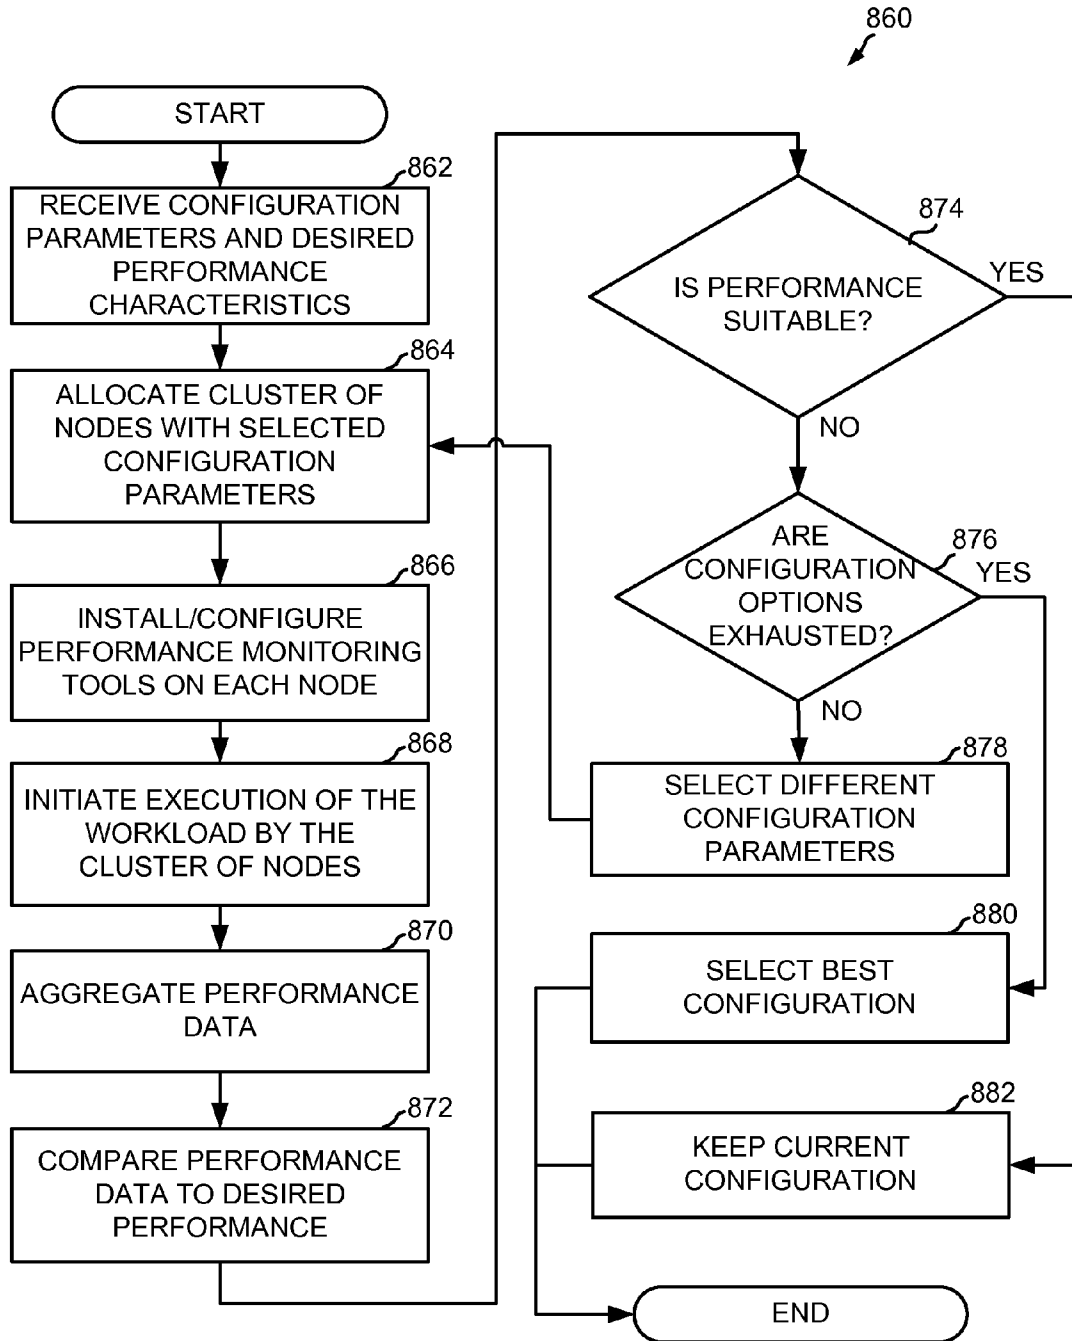 860
START
862
RECEIVE CONFIGURATION
PARAMETERS AND DESIRED
PERFORMANCE
CHARACTERISTICS
864
ALLOCATE CLUSTER OF
NODES WITH SELECTED
CONFIGURATION
PARAMETERS
866
INSTALL/CONFIGURE
PERFORMANCE MONITORING
TOOLS ON EACH NODE
868
INITIATE EXECUTION OF THE
WORKLOAD BY THE
CLUSTER OF NODES
870
AGGREGATE PERFORMANCE
DATA
872
COMPARE PERFORMANCE
DATA TO DESIRED
PERFORMANCE
874
IS PERFORMANCE
SUITABLE?
YES
NO
876
ARE
CONFIGURATION
OPTIONS
EXHAUSTED?
YES
NO
878
SELECT DIFFERENT
CONFIGURATION
PARAMETERS
880
SELECT BEST
CONFIGURATION
882
KEEP CURRENT
CONFIGURATION
END